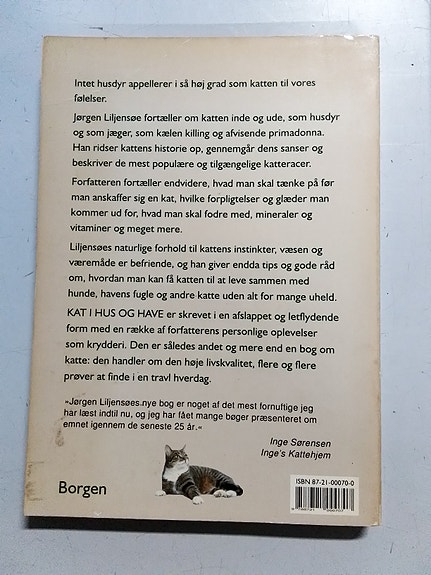 Intet husdyr appellerer i så høj grad som katten til vores
følelser.
Jørgen Liljensøe fortæller om katten inde og ude, som husdyr
og som jæger, som kælen killing og afvisende primadonna.
Han ridser kattens historie op, gennemgår dens sanser og
beskriver de mest populære og tilgængelige katteracer.
Forfatteren fortæller endvidere, hvad man skal tænke på før
man anskaffer sig en kat, hvilke forpligtelser og glæder man
kommer ud for, hvad man skal fodre med, mineraler og
vitaminer og meget mere.
Liljensøes naturlige forhold til kattens instinkter, væsen og
væremåde er befriende, og han giver endda tips og gode råd
om, hvordan man kan få katten til at leve sammen med
hunde, havens fugle og andre katte uden alt for mange uheld.
KAT I HUS OG HAVE er skrevet i en afslappet og letflydende
form med en række af forfatterens personlige oplevelser
som krydderi. Den er således andet og mere end en bog om
katte: den handler om den høje livskvalitet, flere og flere
prøver at finde i en travl hverdag.
»Jørgen Liljensøes nye bog er noget af det mest fornuftige jeg
har læst indtil nu, og jeg har fået mange bøger præsenteret om
emnet igennem de seneste 25 år.«
Inge Sørensen
Inge's Kattehjem
Borgen
ISBN 87-21-00070-0